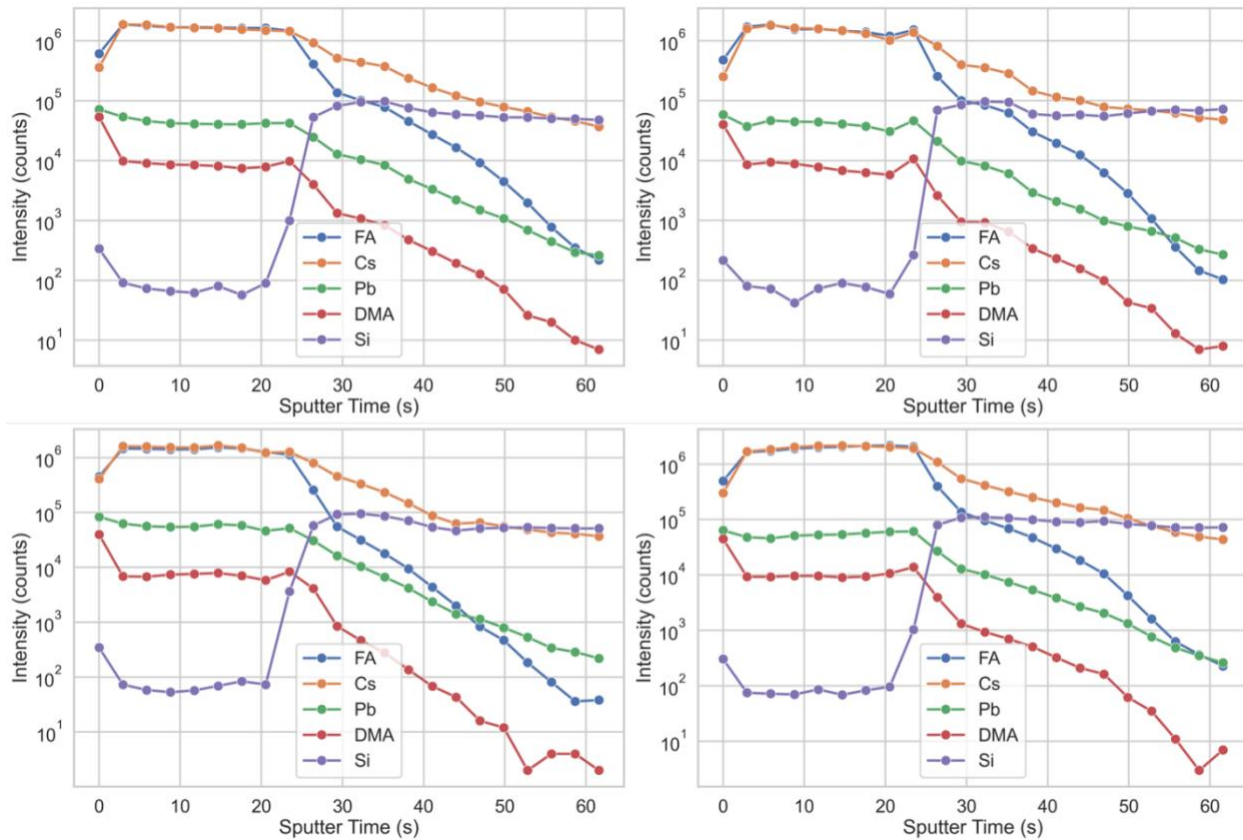 Intensity (counts)
10⁶
10⁵
10⁴
10³
10²
10¹
FA
Cs
Pb
DMA
Si
0 10 20 30 40 50 60
Sputter Time (s)
Intensity (counts)
10⁶
10⁵
10⁴
10³
10²
10¹
FA
Cs
Pb
DMA
Si
0 10 20 30 40 50 60
Sputter Time (s)
Intensity (counts)
10⁶
10⁵
10⁴
10³
10²
10¹
FA
Cs
Pb
DMA
Si
0 10 20 30 40 50 60
Sputter Time (s)
Intensity (counts)
10⁶
10⁵
10⁴
10³
10²
10¹
FA
Cs
Pb
DMA
Si
0 10 20 30 40 50 60
Sputter Time (s)